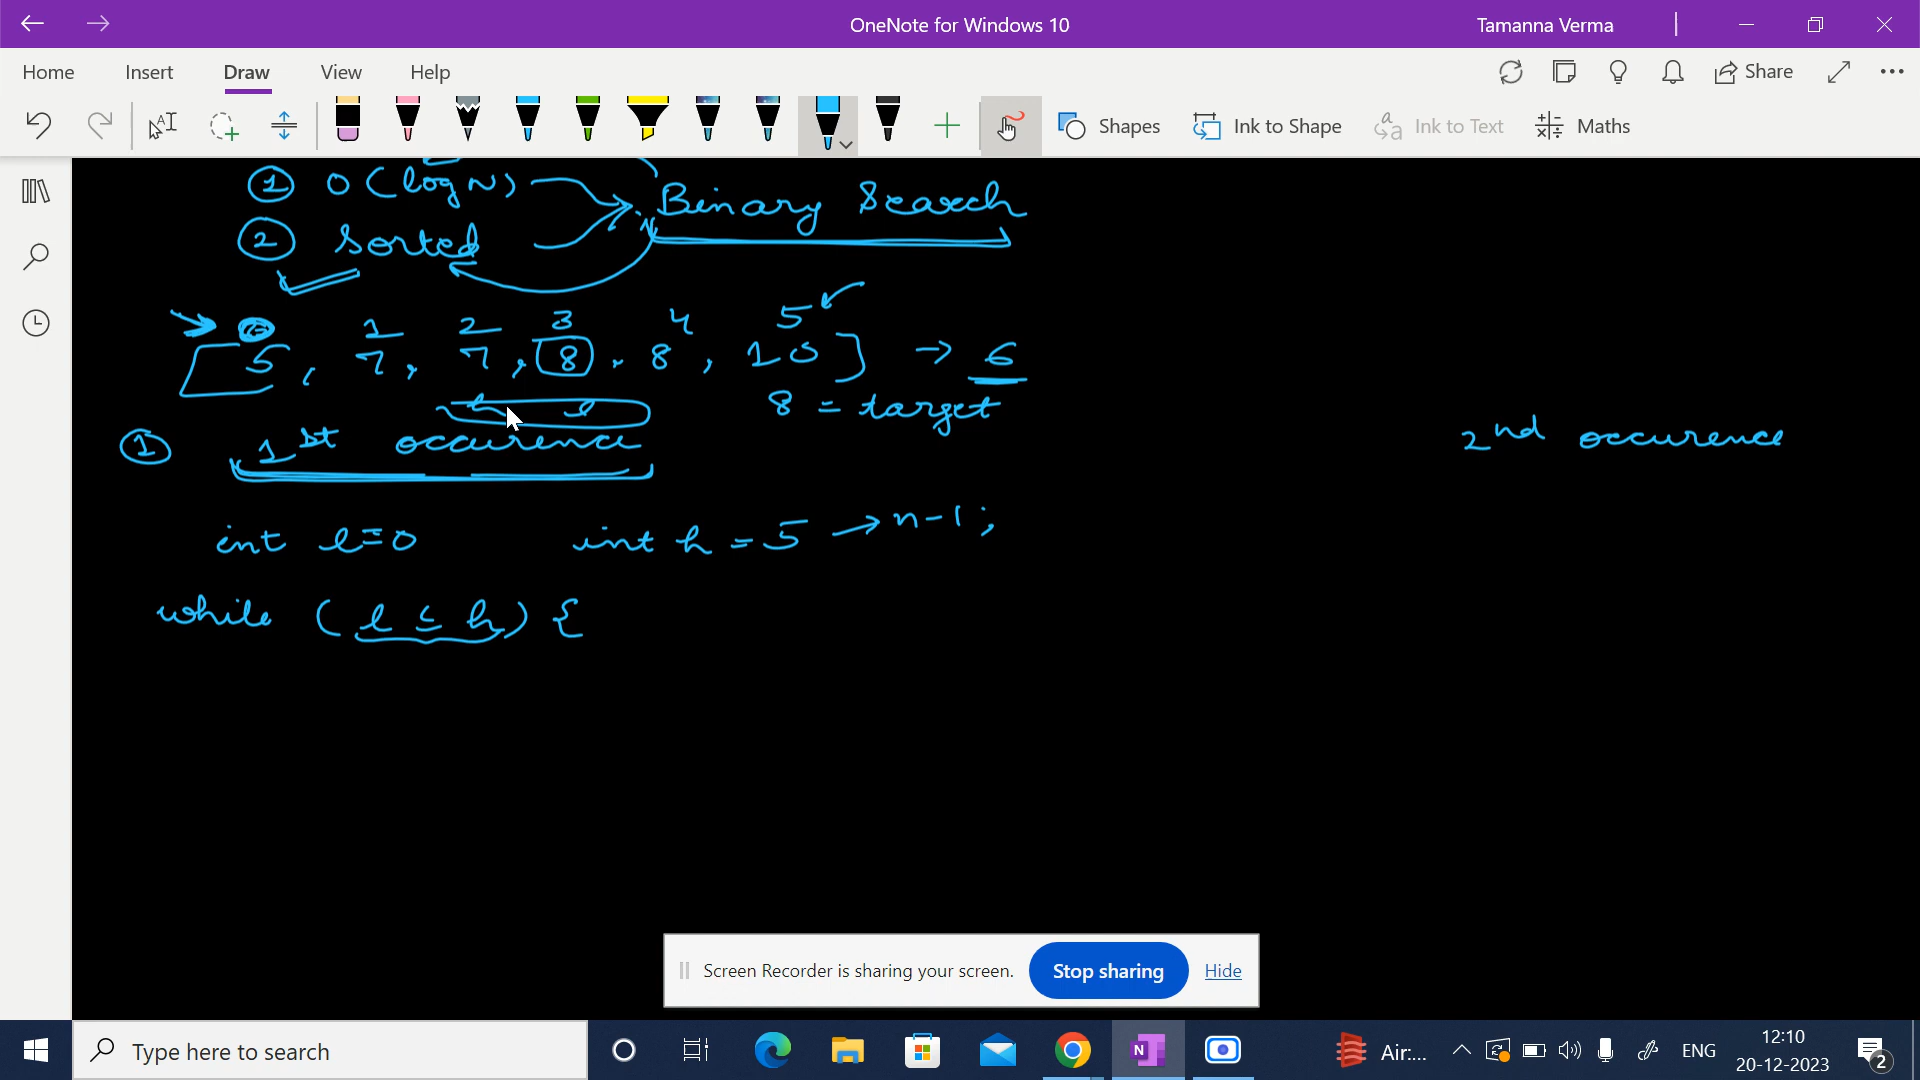 OneNote for Windows 10
Tamanna Verma
Home Insert Draw View Help
Share
Shapes Ink to Shape Ink to Text Maths
① O(log N)
② Sorted
Binary Search
1 2 3 4 5
[5, 7, 7, 8, 8, 10] → 6
8 = target
h l
① 1st occurence
2nd occurence
int l=0 int h = 5 → n-1;
while (l ≤ h) {
Screen Recorder is sharing your screen. Stop sharing Hide
Type here to search
Air:...
ENG
12:10
20-12-2023
2